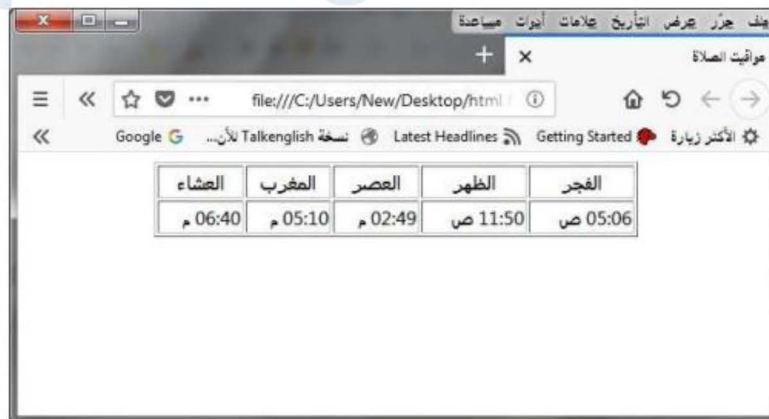 ملف حرّر عرض التأريخ علامات أدوات مساعدة
مواقيت الصلاة
file:///C:/Users/New/Desktop/html
الأكثر زيارة Getting Started Latest Headlines نسخة Talkenglish للأن... Google
الفجر الظهر العصر المغرب العشاء
05:06 ص 11:50 ص 02:49 م 05:10 م 06:40 م